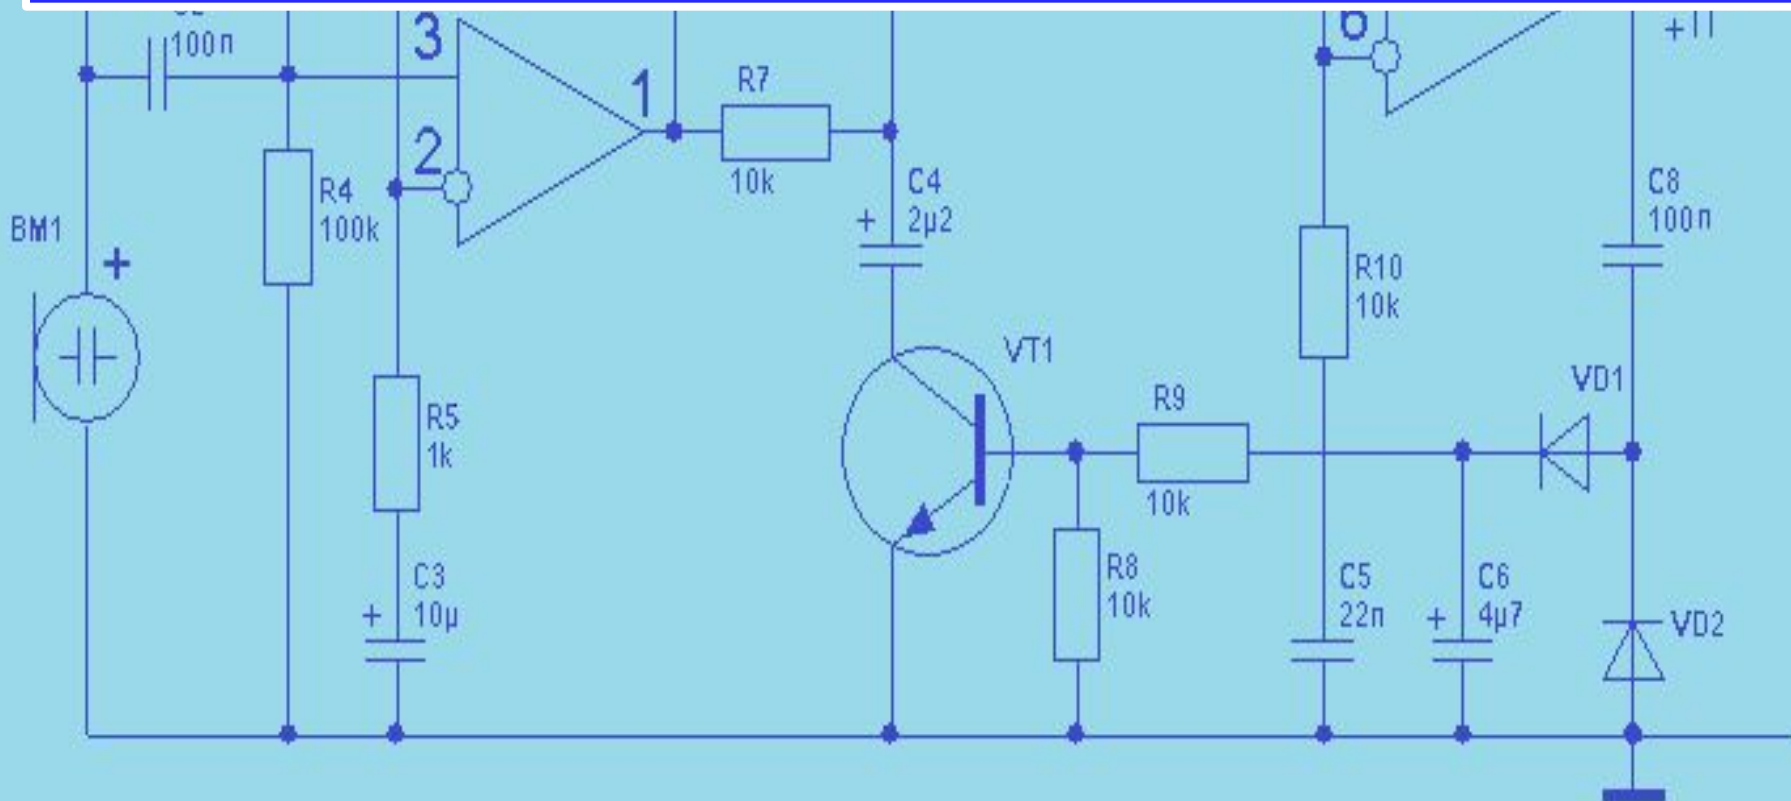 100n
3
1
2
R4
100k
BM1
+
R5
1k
C3
+ 10µ
R7
10k
C4
+ 2µ2
VT1
R9
10k
R8
10k
6
R10
10k
C5
22n
C6
+ 4µ7
C8
100n
VD1
VD2